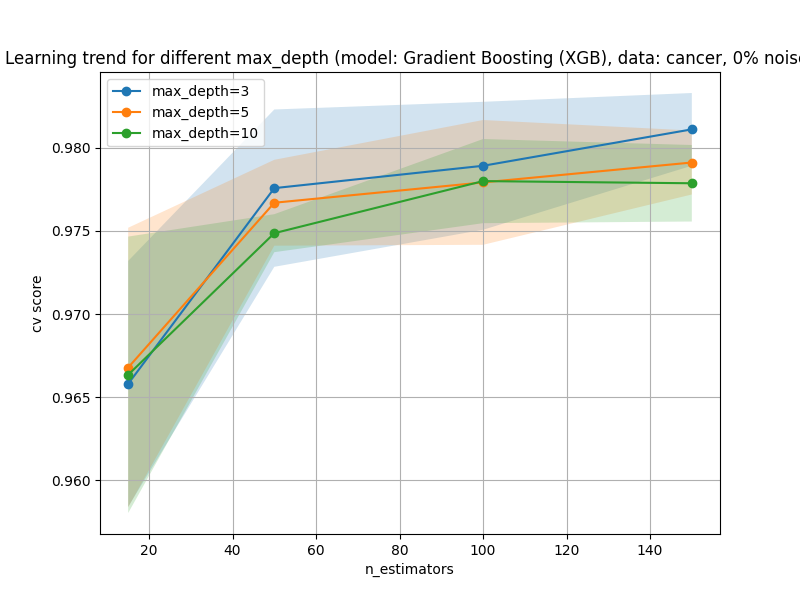 Learning trend for different max_depth (model: Gradient Boosting (XGB), data: cancer, 0% noise
max_depth=3
max_depth=5
max_depth=10
0.980
0.975
0.970
0.965
0.960
cv score
20 40 60 80 100 120 140
n_estimators